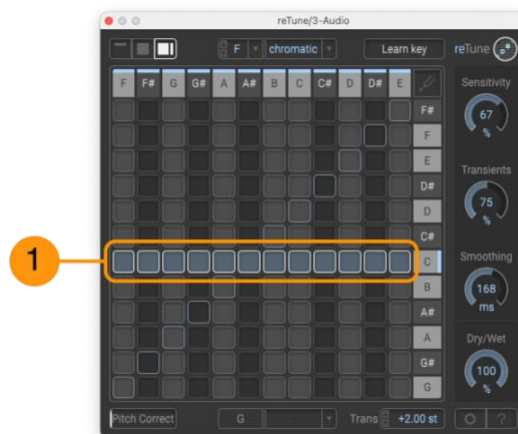 reTune/3-Audio
F chromatic Learn key reTune
F F# G G# A A# B C C# D D# E
Sensitivity
67
%
F#
F
E
D#
D
C#
C
B
A#
A
G#
G
Transients
75
%
1
Smoothing
168
ms
Dry/Wet
100
%
Pitch Correct G Trans +2.00 st ?